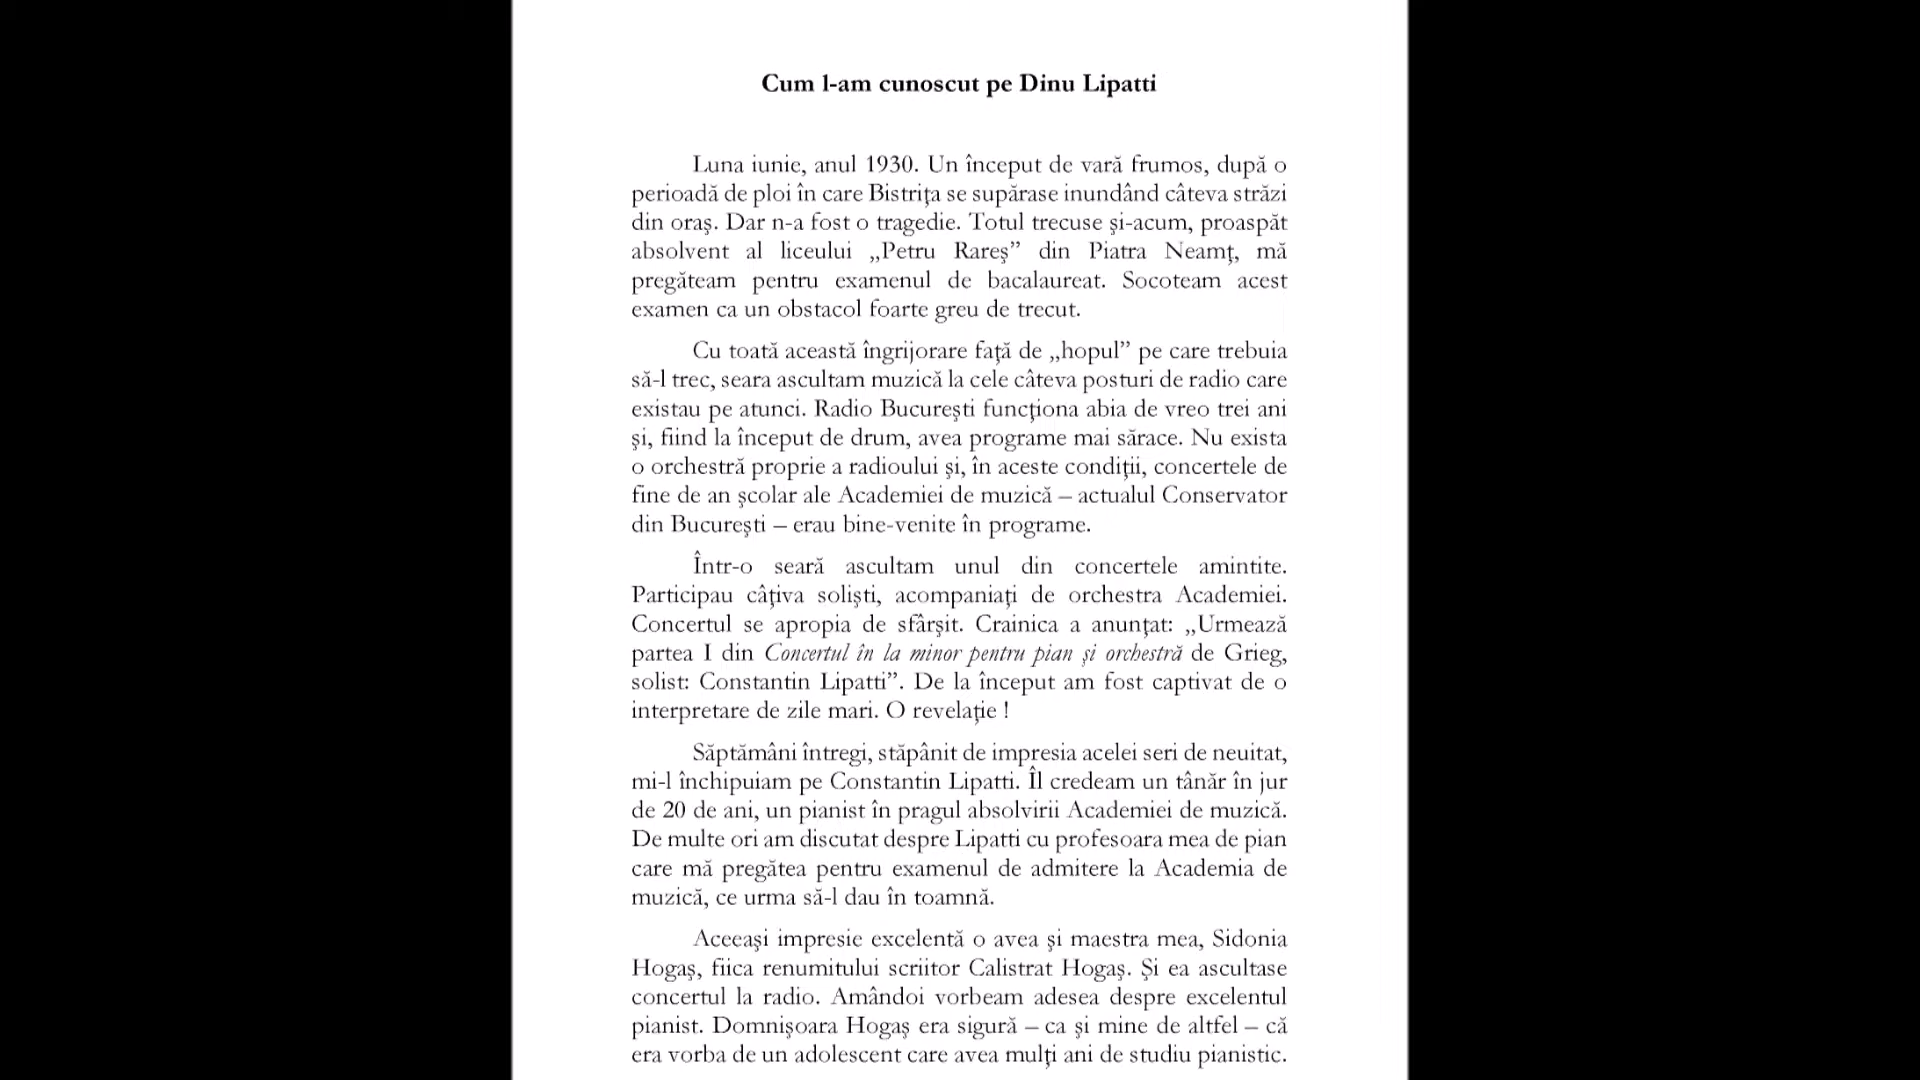 Cum l-am cunoscut pe Dinu Lipatti
Luna iunie, anul 1930. Un început de vară frumos, după o
perioadă de ploi în care Bistriţa se supărase inundând câteva străzi
din oraş. Dar n-a fost o tragedie. Totul trecuse şi-acum, proaspăt
absolvent al liceului „Petru Rareş” din Piatra Neamţ, mă
pregăteam pentru examenul de bacalaureat. Socoteam acest
examen ca un obstacol foarte greu de trecut.
Cu toată această îngrijorare faţă de „hopul” pe care trebuia
să-l trec, seara ascultam muzică la cele câteva posturi de radio care
existau pe atunci. Radio Bucureşti funcţiona abia de vreo trei ani
şi, fiind la început de drum, avea programe mai sărace. Nu exista
o orchestră proprie a radioului şi, în aceste condiţii, concertele de
fine de an şcolar ale Academiei de muzică – actualul Conservator
din Bucureşti – erau bine-venite în programe.
Într-o seară ascultam unul din concertele amintite.
Participau câţiva solişti, acompaniaţi de orchestra Academiei.
Concertul se apropia de sfârşit. Crainica a anunţat: „Urmează
partea I din Concertul în la minor pentru pian şi orchestră de Grieg,
solist: Constantin Lipatti”. De la început am fost captivat de o
interpretare de zile mari. O revelaţie !
Săptămâni întregi, stăpânit de impresia acelei seri de neuitat,
mi-l închipuiam pe Constantin Lipatti. Îl credeam un tânăr în jur
de 20 de ani, un pianist în pragul absolvirii Academiei de muzică.
De multe ori am discutat despre Lipatti cu profesoara mea de pian
care mă pregătea pentru examenul de admitere la Academia de
muzică, ce urma să-l dau în toamnă.
Aceeaşi impresie excelentă o avea şi maestra mea, Sidonia
Hogaş, fiica renumitului scriitor Calistrat Hogaş. Şi ea ascultase
concertul la radio. Amândoi vorbeam adesea despre excelentul
pianist. Domnişoara Hogaş era sigură – ca şi mine de altfel – că
era vorba de un adolescent care avea mulţi ani de studiu pianistic.